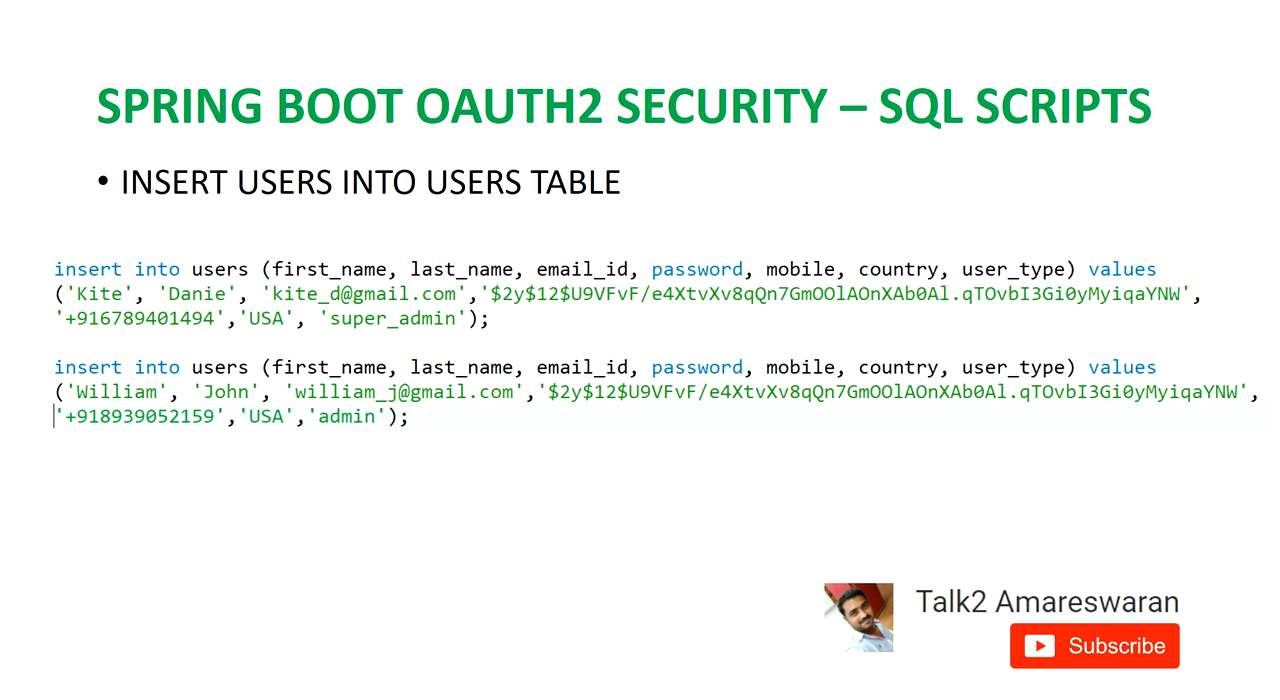 SPRING BOOT OAUTH2 SECURITY – SQL SCRIPTS
• INSERT USERS INTO USERS TABLE
insert into users (first_name, last_name, email_id, password, mobile, country, user_type) values
('Kite', 'Danie', 'kite_d@gmail.com','$2y$12$U9VFvF/e4XtvXv8qQn7GmOOlAOnXAb0Al.qTOvbI3Gi0yMyiqaYNW',
'+916789401494','USA', 'super_admin');
insert into users (first_name, last_name, email_id, password, mobile, country, user_type) values
('William', 'John', 'william_j@gmail.com','$2y$12$U9VFvF/e4XtvXv8qQn7GmOOlAOnXAb0Al.qTOvbI3Gi0yMyiqaYNW',
'+918939052159','USA','admin');
Talk2 Amareswaran
Subscribe